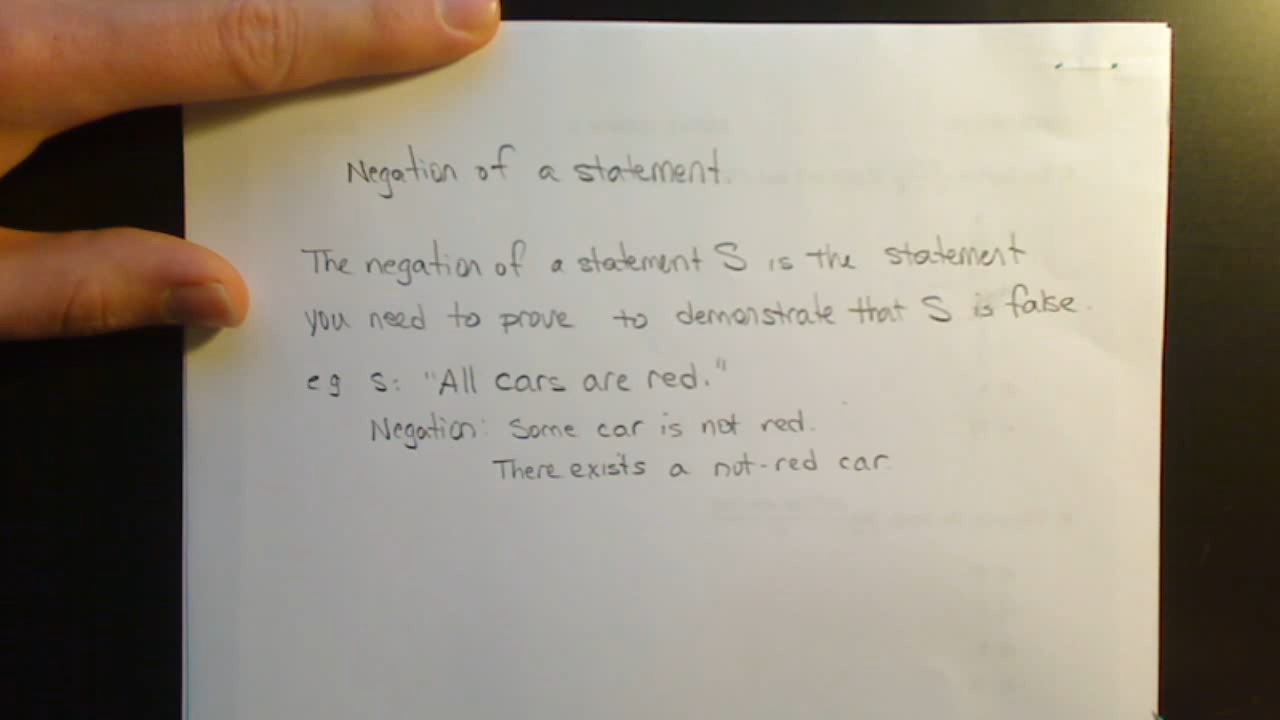 Negation of a statement.
The negation of a statement S is the statement
you need to prove to demonstrate that S is false.
eg S: "All cars are red."
Negation: Some car is not red.
There exists a not-red car